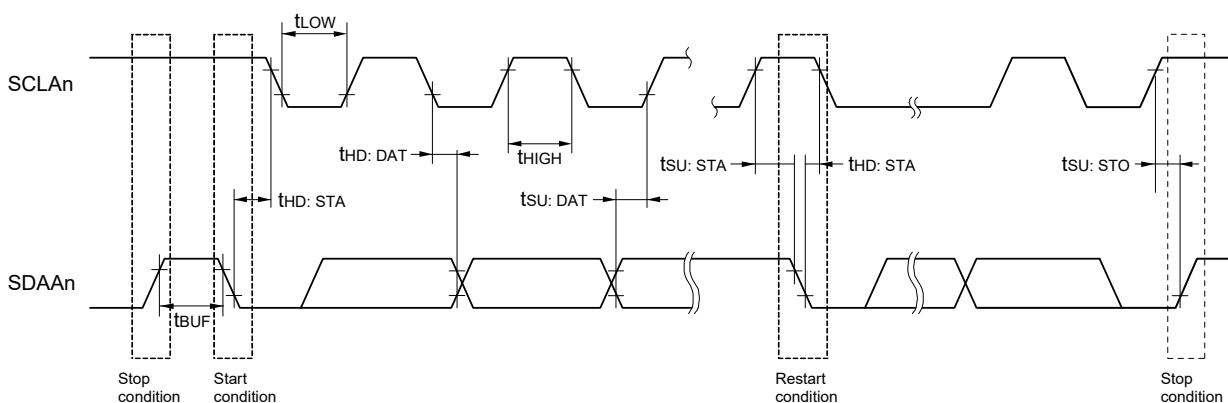 tLOW
SCLAn
tHD: DAT
tHIGH
tSU: STA
tHD: STA
tSU: STO
tHD: STA
tSU: DAT
SDAAn
tBUF
Stop
condition
Start
condition
Restart
condition
Stop
condition